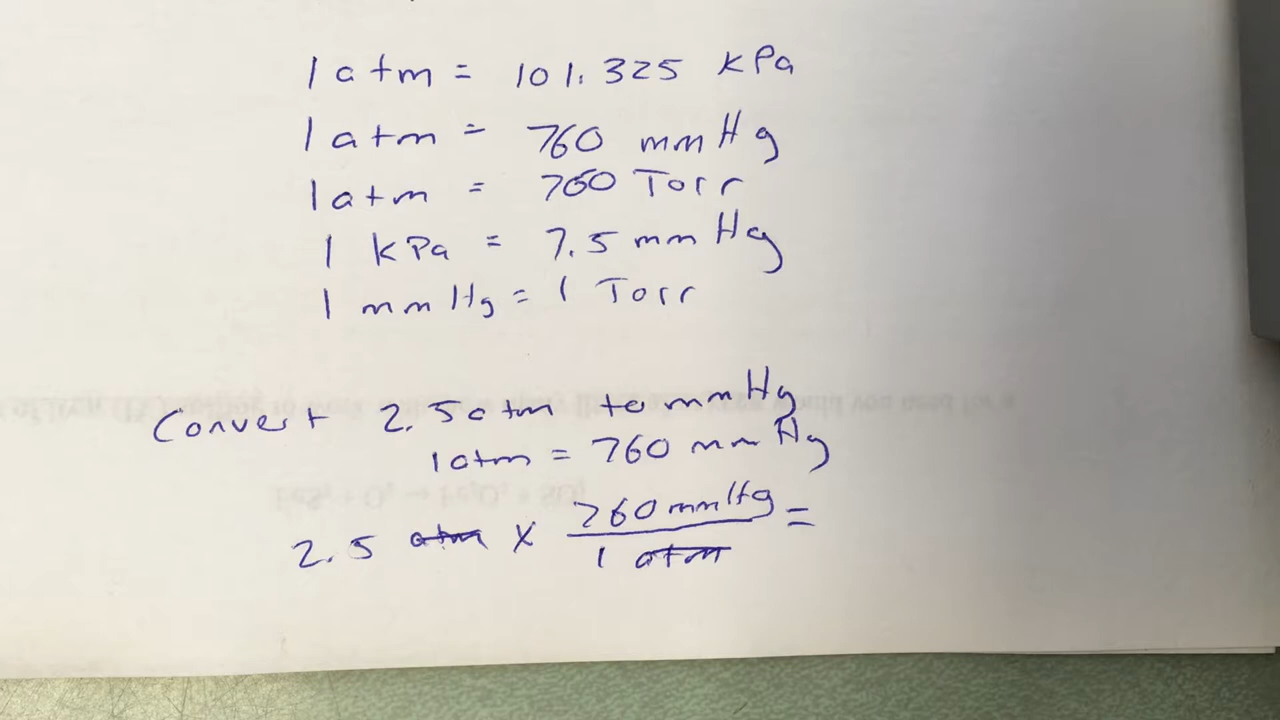 1 atm = 101.325 kPa
1 atm = 760 mmHg
1 atm = 760 Torr
1 kPa = 7.5 mmHg
1 mmHg = 1 Torr
Convert 2.5 atm to mmHg
1 atm = 760 mmHg
2.5 atm x 760 mmHg / 1 atm =